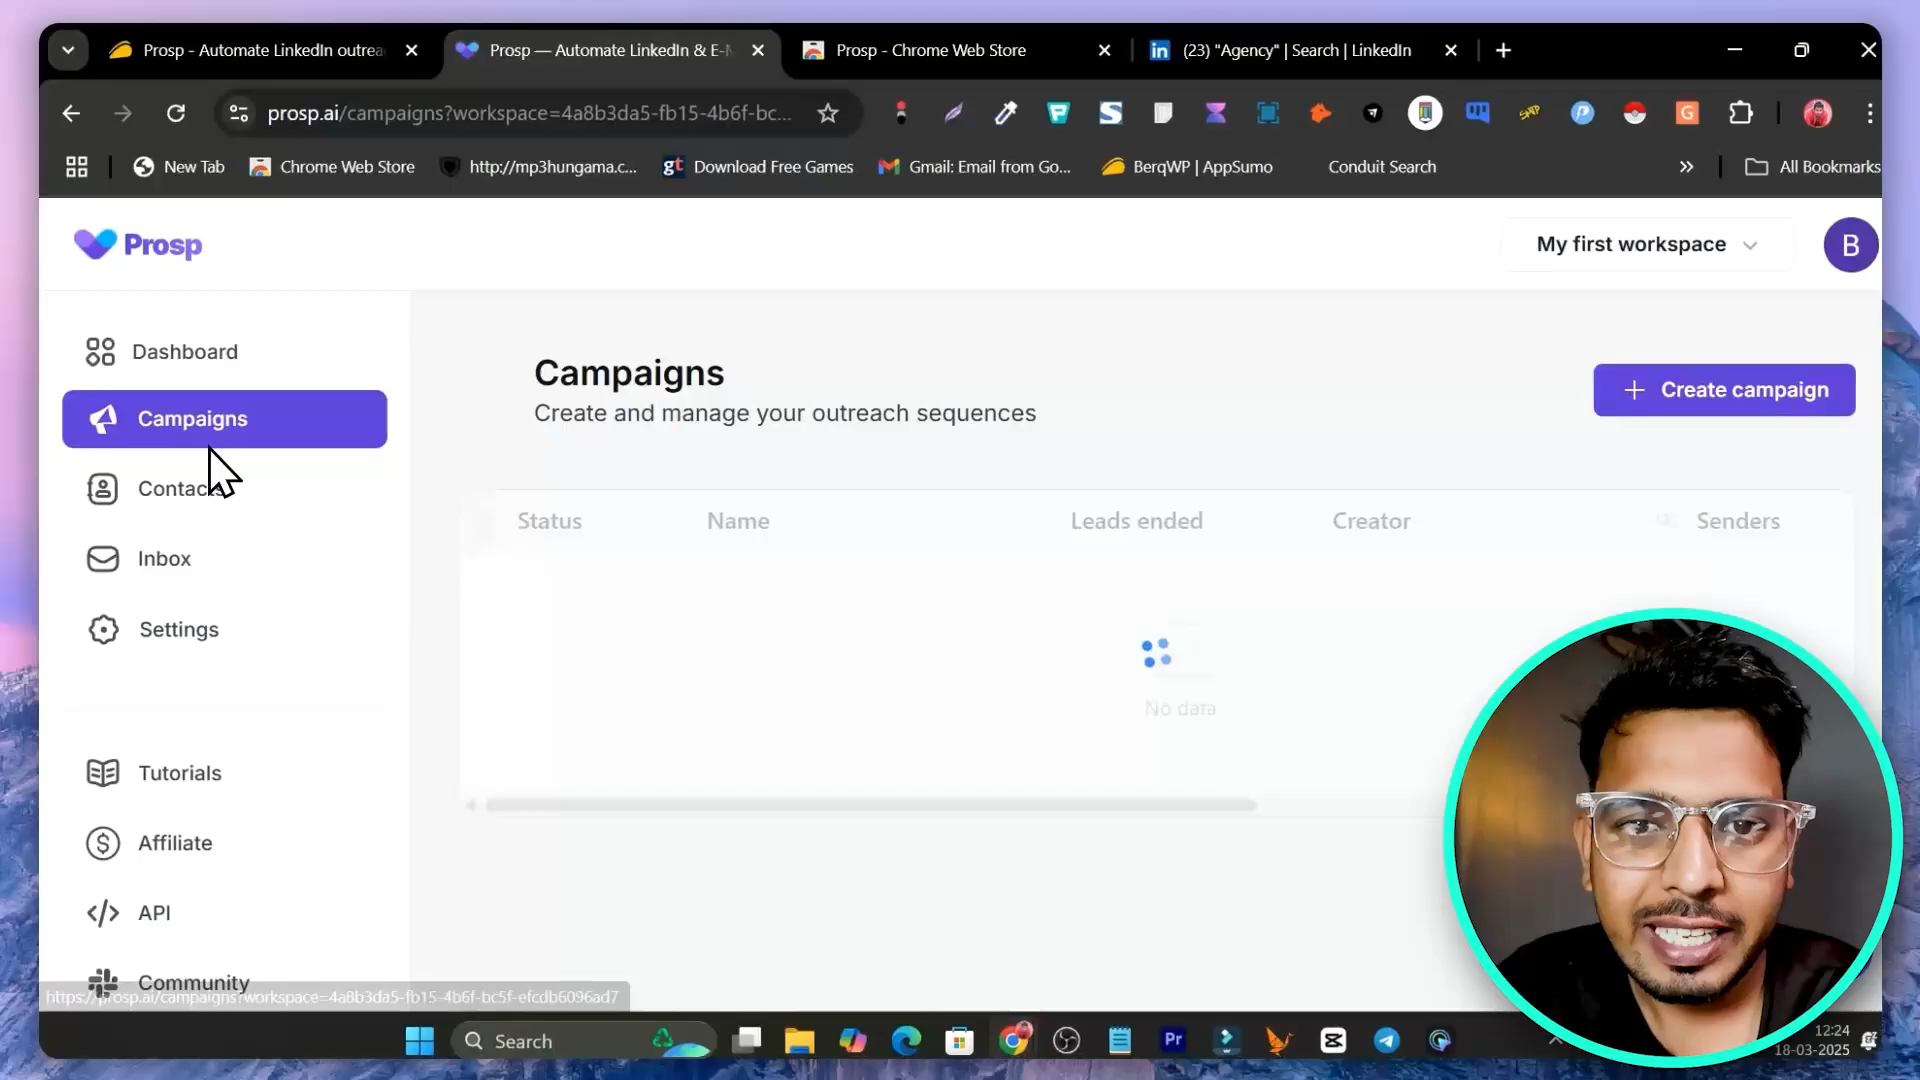 Prosp - Automate LinkedIn outrea
Prosp — Automate LinkedIn & E-M
Prosp - Chrome Web Store
(23) "Agency" | Search | LinkedIn
prosp.ai/campaigns?workspace=4a8b3da5-fb15-4b6f-bc...
New Tab
Chrome Web Store
http://mp3hungama.c...
Download Free Games
Gmail: Email from Go...
BerqWP | AppSumo
Conduit Search
All Bookmarks
Prosp
My first workspace
B
Dashboard
Campaigns
Contacts
Inbox
Settings
Tutorials
Affiliate
API
Community
Campaigns
Create and manage your outreach sequences
Create campaign
Status
Name
Leads ended
Creator
Senders
No data
https://prosp.ai/campaigns?workspace=4a8b3da5-fb15-4b6f-bc5f-efcdb6096ad7
Search
12:24
18-03-2025